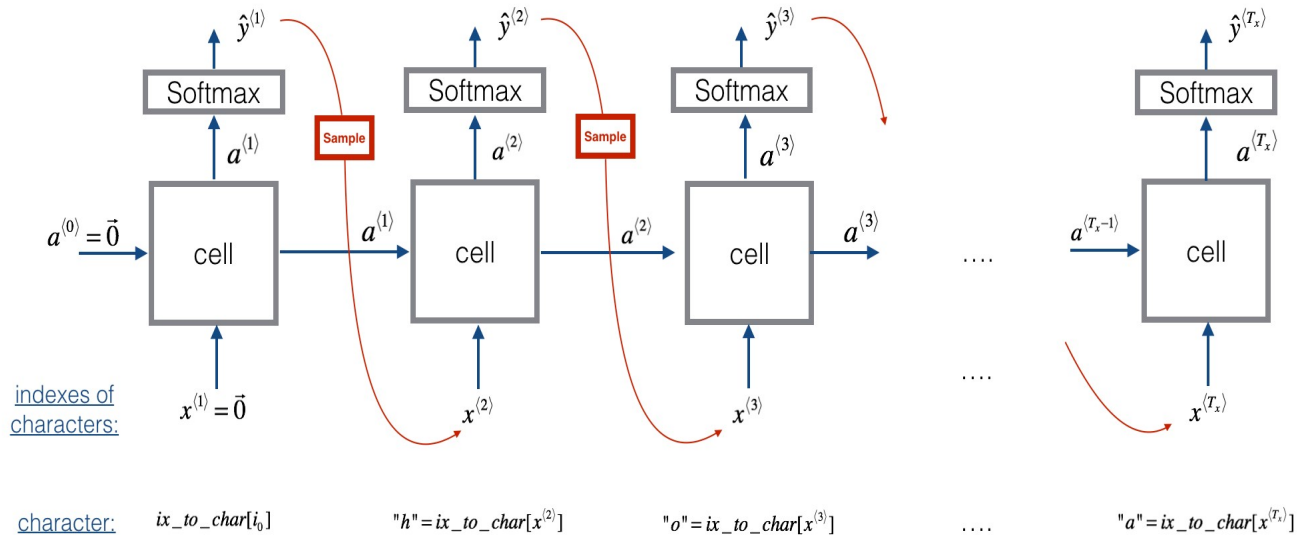 ŷ⟨1⟩ ŷ⟨2⟩ ŷ⟨3⟩ ŷ⟨Tₓ⟩
Softmax Softmax Softmax Softmax
Sample Sample
a⟨1⟩ a⟨2⟩ a⟨3⟩ a⟨Tₓ⟩
a⟨0⟩ = 0⃗ a⟨1⟩ a⟨2⟩ a⟨3⟩ a⟨Tₓ−1⟩
cell cell cell .... cell
....
indexes of
characters:
x⟨1⟩ = 0⃗ x⟨2⟩ x⟨3⟩ x⟨Tₓ⟩
character: ix_to_char[i₀] "h" = ix_to_char[x⟨2⟩] "o" = ix_to_char[x⟨3⟩] .... "a" = ix_to_char[x⟨Tₓ⟩]